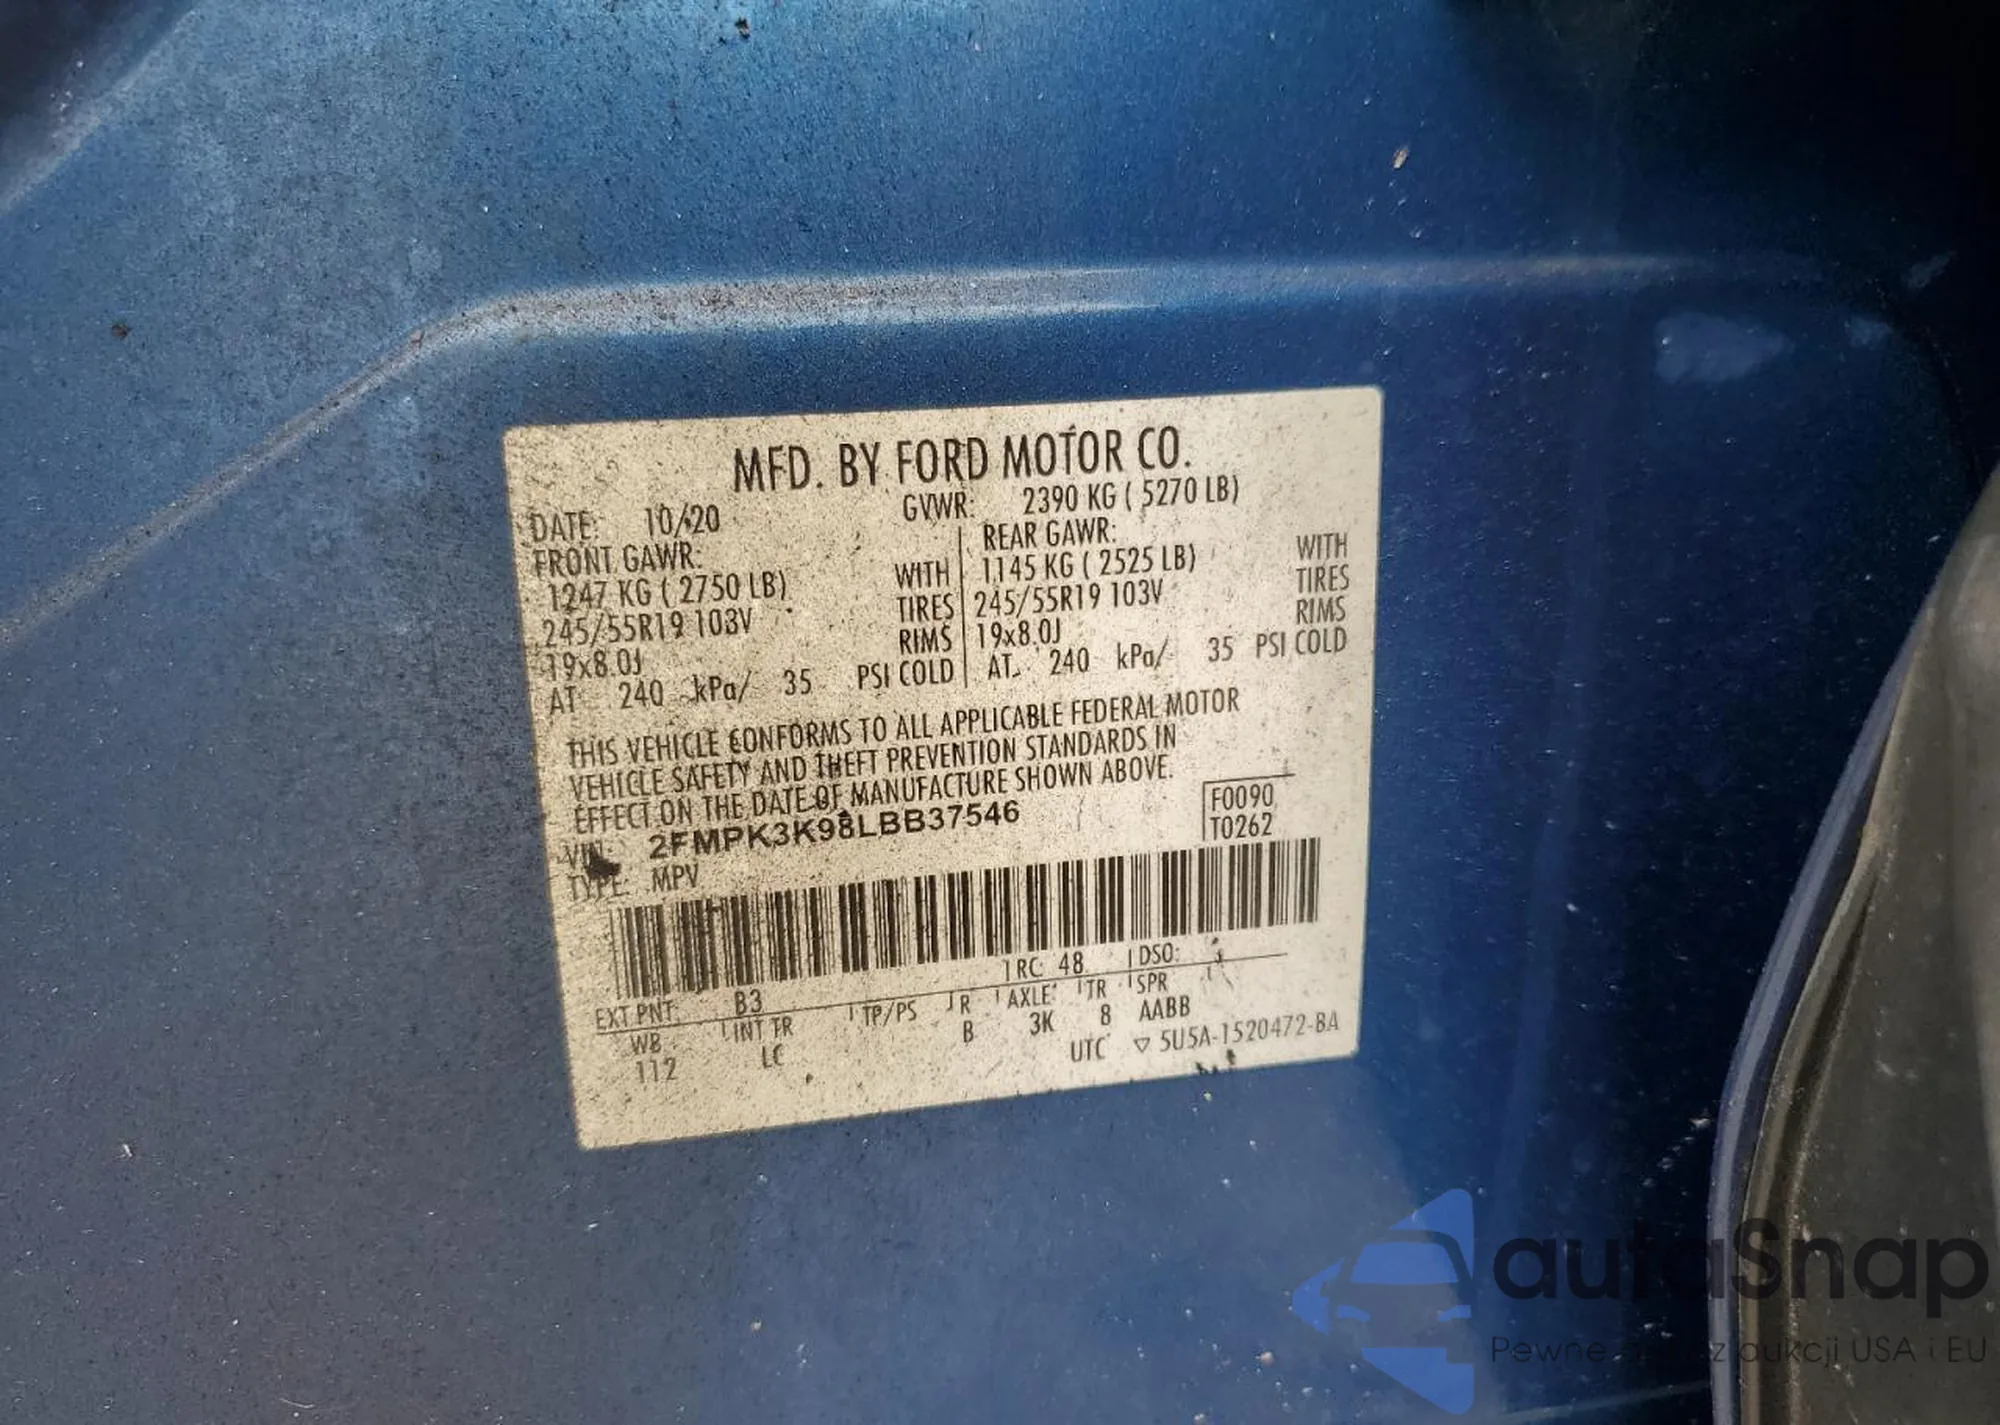 MFD. BY FORD MOTOR CO.
DATE: 10/20 GVWR: 2390 KG ( 5270 LB)
FRONT GAWR: REAR GAWR:
1247 KG ( 2750 LB) WITH 1145 KG ( 2525 LB) WITH
245/55R19 103V TIRES 245/55R19 103V TIRES
19x8.0J RIMS 19x8.0J RIMS
AT 240 kPa/ 35 PSI COLD AT 240 kPa/ 35 PSI COLD
THIS VEHICLE CONFORMS TO ALL APPLICABLE FEDERAL MOTOR
VEHICLE SAFETY AND THEFT PREVENTION STANDARDS IN
EFFECT ON THE DATE OF MANUFACTURE SHOWN ABOVE.
VIN: 2FMPK3K98LBB37546 F0090
TYPE: MPV T0262
EXT PNT: B3 RC: 48 DSO:
WB INT TR TP/PS R AXLE TR SPR
112 LC B 3K 8 AABB
UTC ▽ 5U5A-1520472-BA
autaSnap
Pewne aukcji USA i EU